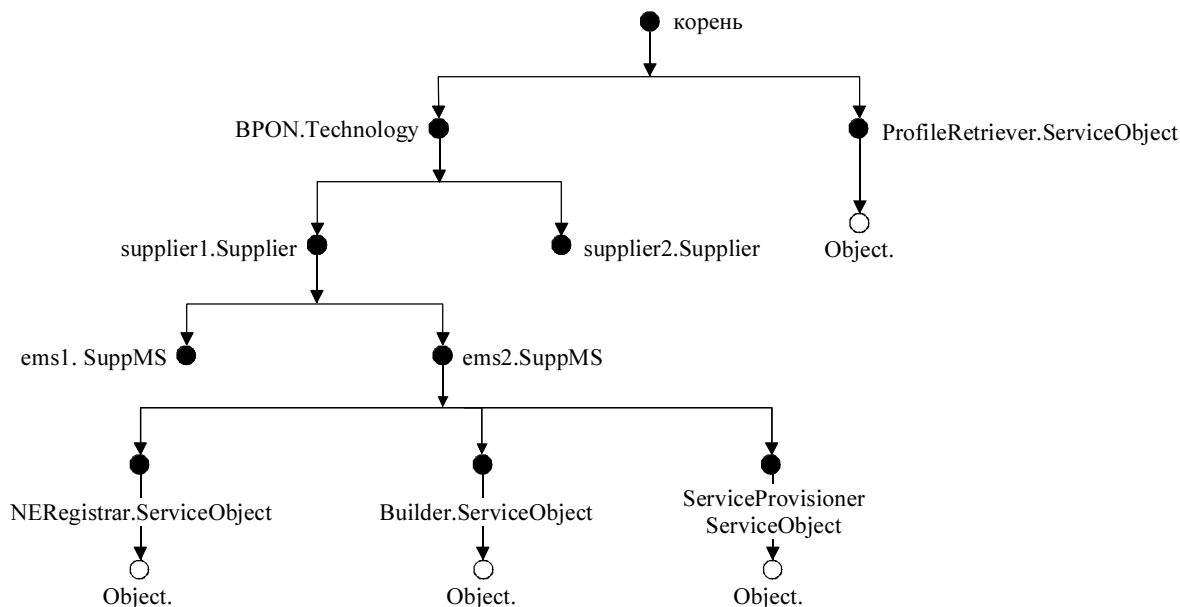 корень
BPON.Technology
ProfileRetriever.ServiceObject
supplier1.Supplier
supplier2.Supplier
Object.
ems1. SuppMS
ems2.SuppMS
NERegistrar.ServiceObject
Builder.ServiceObject
ServiceProvisioner
ServiceObject
Object.
Object.
Object.